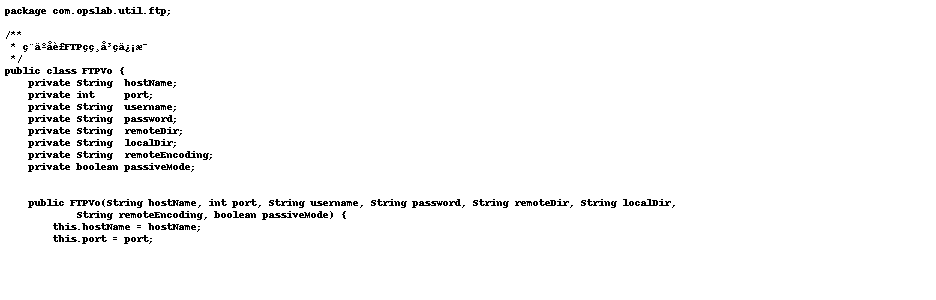 package com.opslab.util.ftp;
/**
 * ç¨äºåè£FTPçç¸å³çä¿¡æ¯
 */
public class FTPVo {
    private String  hostName;
    private int     port;
    private String  username;
    private String  password;
    private String  remoteDir;
    private String  localDir;
    private String  remoteEncoding;
    private boolean passiveMode;
    public FTPVo(String hostName, int port, String username, String password, String remoteDir, String localDir,
            String remoteEncoding, boolean passiveMode) {
        this.hostName = hostName;
        this.port = port;